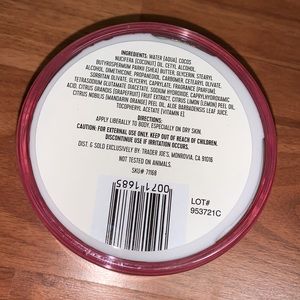 INGREDIENTS: WATER (AQUA) COCOS
NUCIFERA (COCONUT) OIL, CETYL ALCOHOL,
BUTYROSPERMUM PARKII (SHEA) BUTTER, GLYCERIN, STEARYL
ALCOHOL, DIMETHICONE, PROPANEDIOL, CARBOMER, CETEARYL OLIVATE,
SORBITAN OLIVATE, GLYCERYL CAPRYLATE, FRAGRANCE (PARFUM),
TETRASODIUM GLUTAMATE DIACETATE, SODIUM HYDROXIDE, CAPRYLHYDROXAMIC
ACID, CITRUS GRANDIS (GRAPEFRUIT) FRUIT EXTRACT, CITRUS LIMON (LEMON) PEEL OIL,
CITRUS NOBILIS (MANDARIN ORANGE) PEEL OIL, ALOE BARBADENSIS LEAF JUICE,
TOCOPHERYL ACETATE (VITAMIN E).
DIRECTIONS:
APPLY LIBERALLY TO BODY. ESPECIALLY ON DRY SKIN.
CAUTION: FOR EXTERNAL USE ONLY. KEEP OUT OF REACH OF CHILDREN.
DISCONTINUE USE IF IRRITATION OCCURS.
DIST. & SOLD EXCLUSIVELY BY: TRADER JOE'S, MONROVIA, CA 91016
NOT TESTED ON ANIMALS.
SKU# 71168
0071 1685
LOT#
953721C